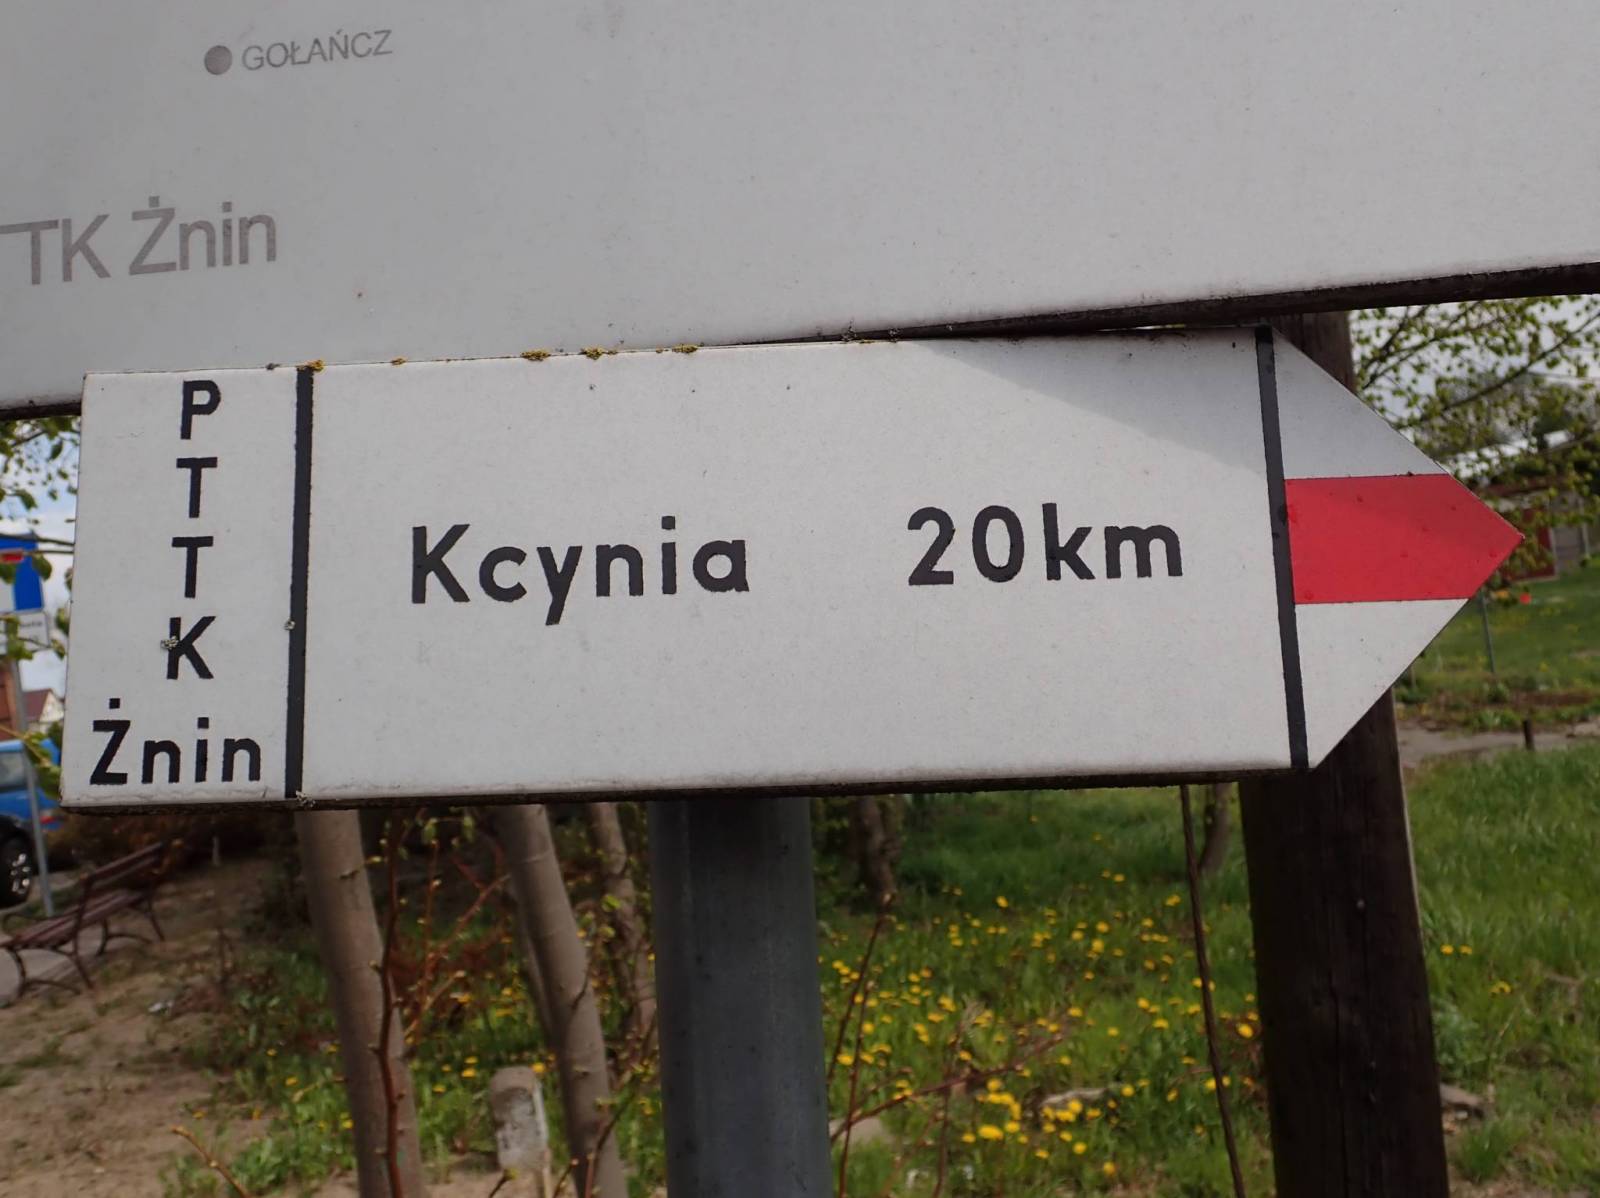 GOŁAŃCZ
TK Żnin
P
T
T
K
Żnin
Kcynia 20km